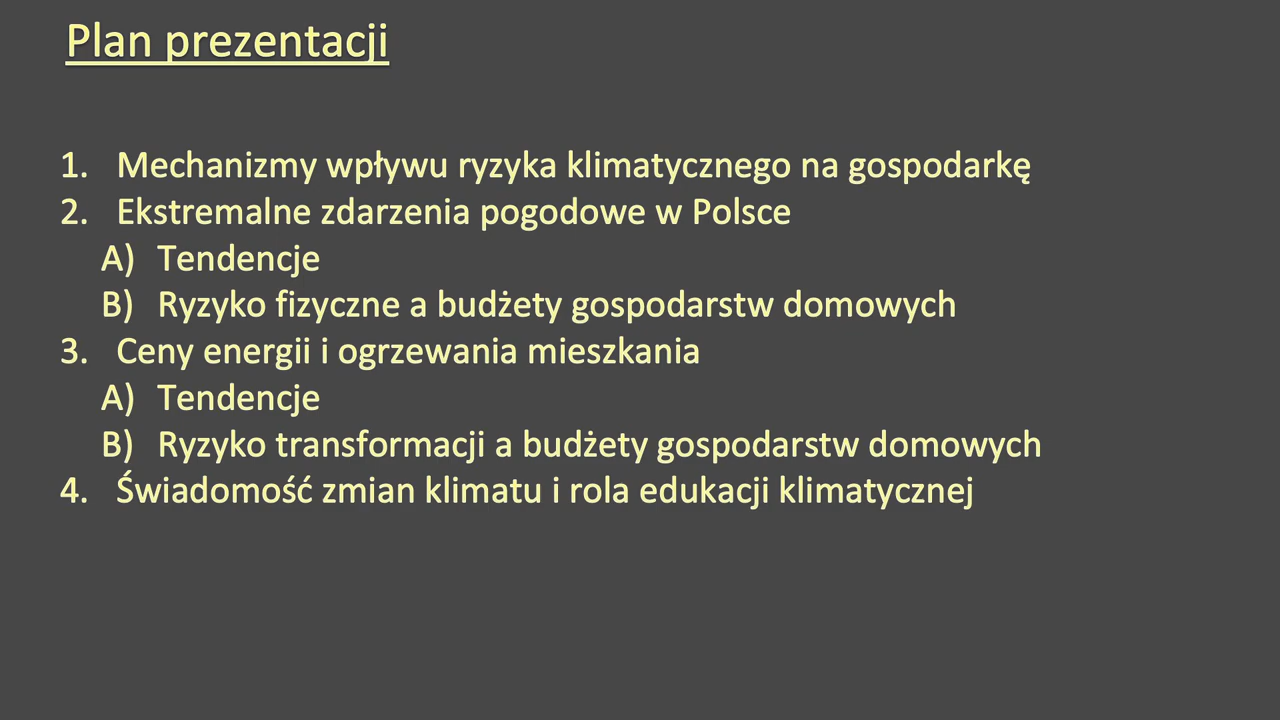 Plan prezentacji
1. Mechanizmy wpływu ryzyka klimatycznego na gospodarkę
2. Ekstremalne zdarzenia pogodowe w Polsce
A) Tendencje
B) Ryzyko fizyczne a budżety gospodarstw domowych
3. Ceny energii i ogrzewania mieszkania
A) Tendencje
B) Ryzyko transformacji a budżety gospodarstw domowych
4. Świadomość zmian klimatu i rola edukacji klimatycznej